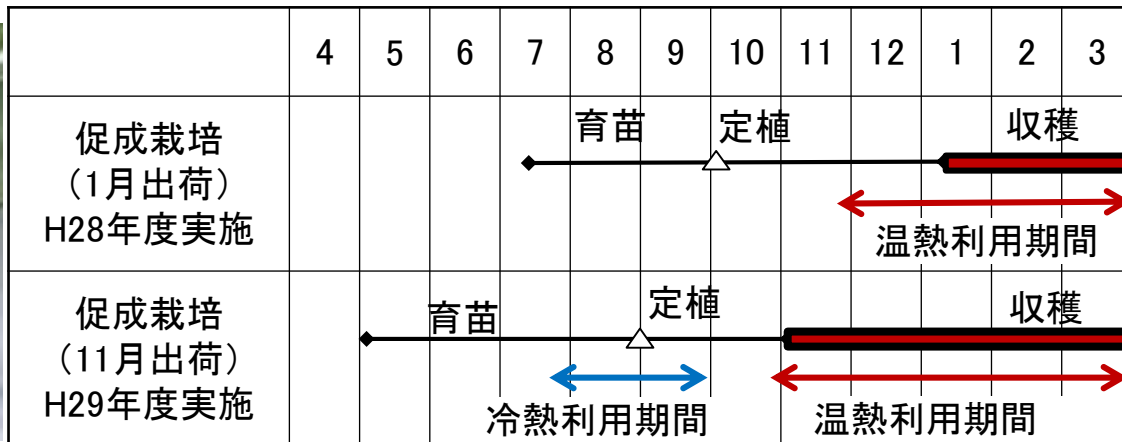 4 5 6 7 8 9 10 11 12 1 2 3
促成栽培
（1月出荷）
H28年度実施
育苗 定植 収穫
温熱利用期間
促成栽培
（11月出荷）
H29年度実施
育苗 定植 収穫
冷熱利用期間 温熱利用期間